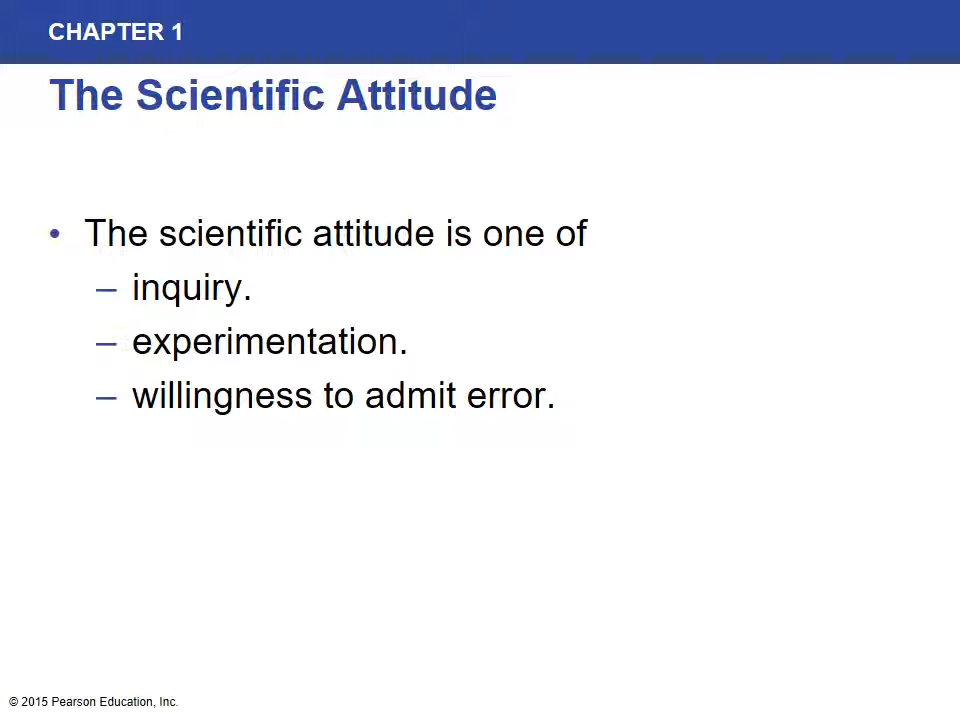 CHAPTER 1
The Scientific Attitude
• The scientific attitude is one of
– inquiry.
– experimentation.
– willingness to admit error.
© 2015 Pearson Education, Inc.